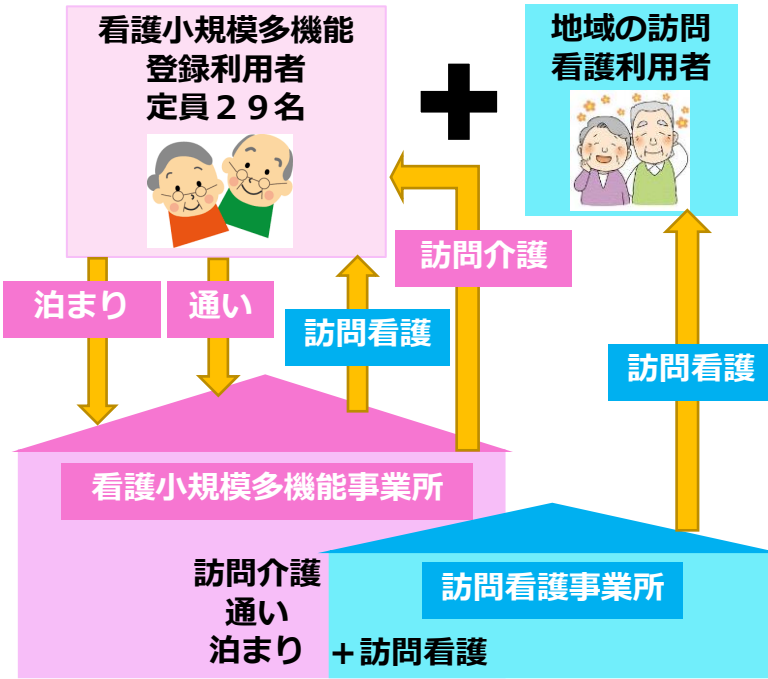 看護小規模多機能
登録利用者
定員２９名
地域の訪問
看護利用者
訪問介護
泊まり
通い
訪問看護
訪問看護
看護小規模多機能事業所
訪問看護事業所
訪問介護
通い
泊まり ＋訪問看護